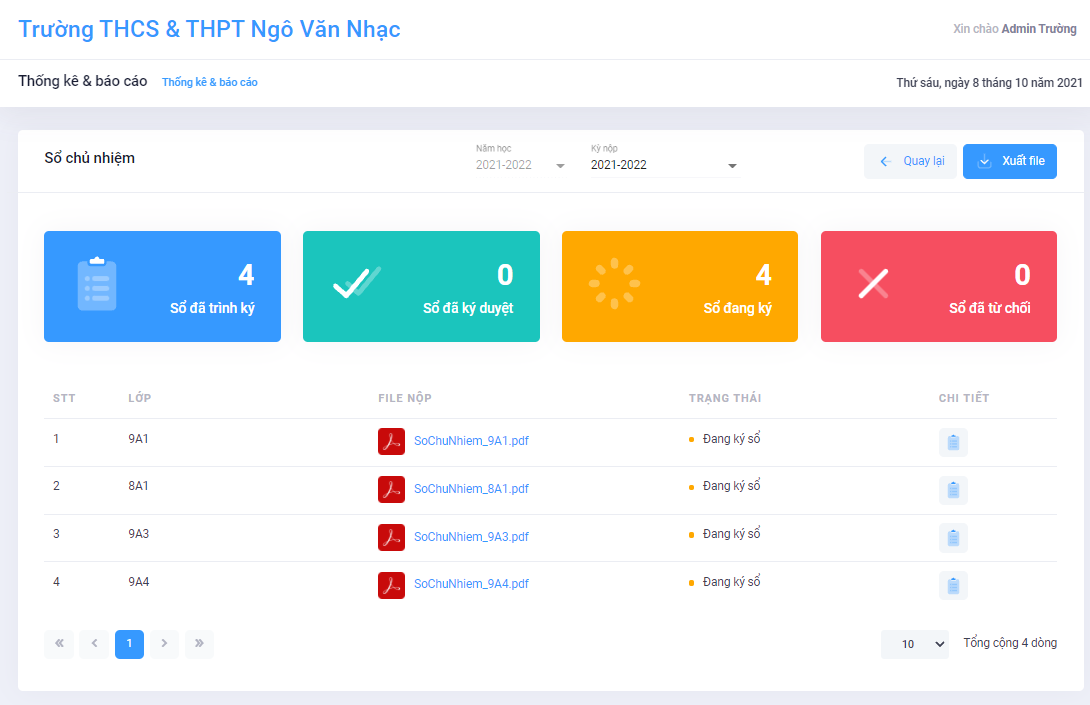 Trường THCS & THPT Ngô Văn Nhạc
Xin chào Admin Trường
Thống kê & báo cáo Thống kê & báo cáo
Thứ sáu, ngày 8 tháng 10 năm 2021
Sổ chủ nhiệm
Năm học
2021-2022
Kỳ nộp
2021-2022
Quay lại
Xuất file
4
Sổ đã trình ký
0
Sổ đã ký duyệt
4
Sổ đang ký
0
Sổ đã từ chối
STT LỚP FILE NỘP TRẠNG THÁI CHI TIẾT
1 9A1 SoChuNhiem_9A1.pdf Đang ký sổ
2 8A1 SoChuNhiem_8A1.pdf Đang ký sổ
3 9A3 SoChuNhiem_9A3.pdf Đang ký sổ
4 9A4 SoChuNhiem_9A4.pdf Đang ký sổ
« ‹ 1 › »
10 Tổng cộng 4 dòng